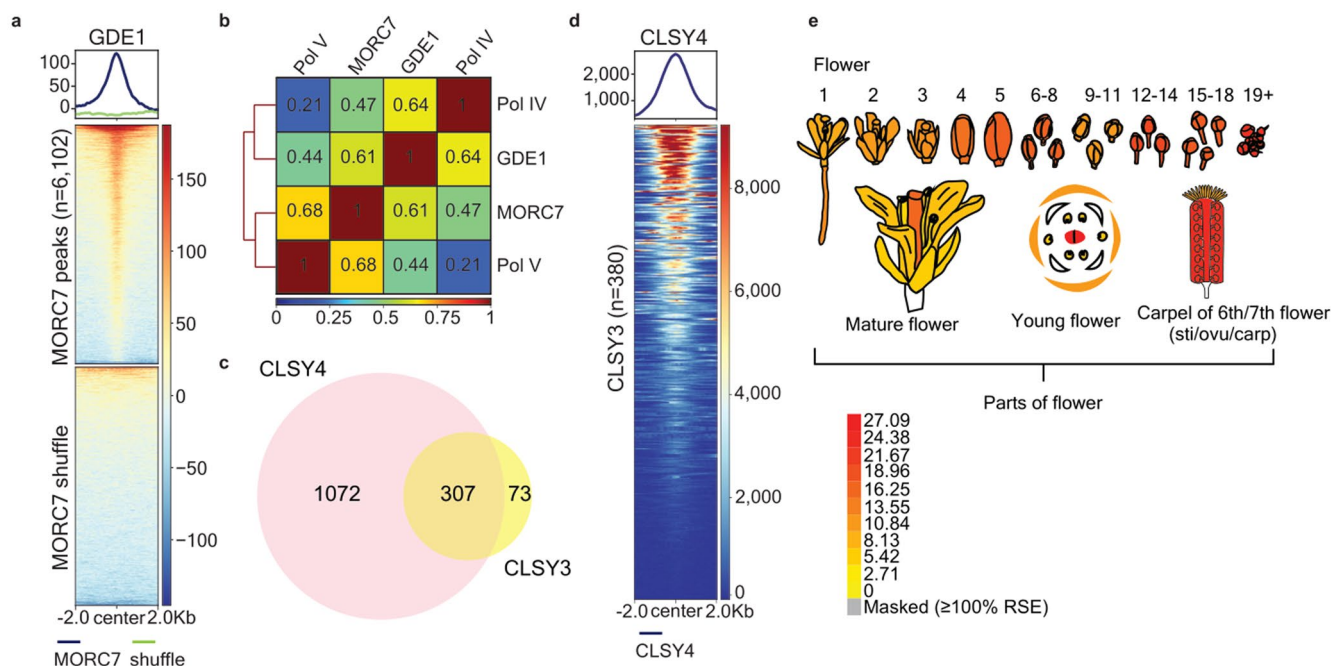 a
GDE1
100
50
0
MORC7 peaks (n=6,102)
MORC7 shuffle
150
100
50
0
−50
−100
-2.0 center 2.0Kb
MORC7 shuffle
b
Pol V MORC7 GDE1 Pol IV
0.21 0.47 0.64 1 Pol IV
0.44 0.61 1 0.64 GDE1
0.68 1 0.61 0.47 MORC7
1 0.68 0.44 0.21 Pol V
0 0.25 0.5 0.75 1
c
CLSY4
1072 307 73
CLSY3
d
CLSY4
2,000
1,000
CLSY3 (n=380)
8,000
6,000
4,000
2,000
0
-2.0 center 2.0Kb
CLSY4
e
Flower
1 2 3 4 5 6-8 9-11 12-14 15-18 19+
Mature flower
Young flower
Carpel of 6th/7th flower
(sti/ovu/carp)
Parts of flower
27.09
24.38
21.67
18.96
16.25
13.55
10.84
8.13
5.42
2.71
0
Masked (≥100% RSE)